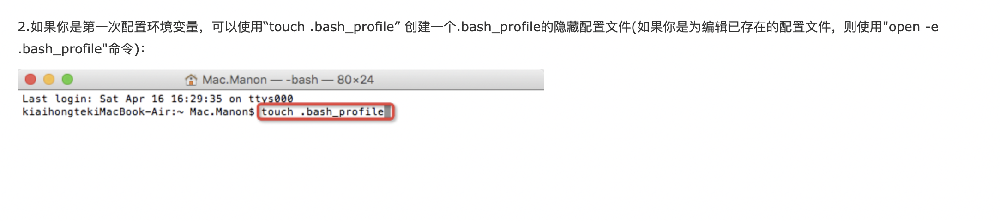 2.如果你是第一次配置环境变量，可以使用“touch .bash_profile” 创建一个.bash_profile的隐藏配置文件(如果你是为编辑已存在的配置文件，则使用"open -e
.bash_profile"命令)：
Mac.Manon — -bash — 80×24
Last login: Sat Apr 16 16:29:35 on ttys000
kiaihongtekiMacBook-Air:~ Mac.Manon$ touch .bash_profile